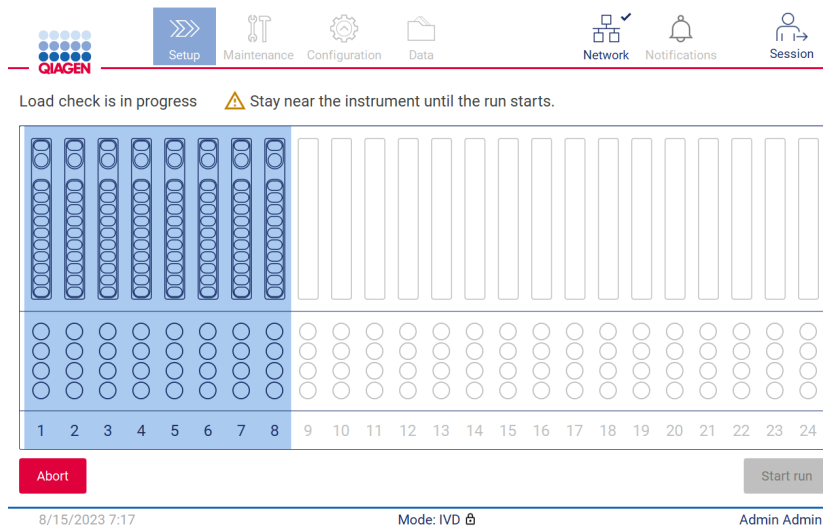 QIAGEN
Setup Maintenance Configuration Data Network Notifications Session
Load check is in progress Stay near the instrument until the run starts.
1 2 3 4 5 6 7 8 9 10 11 12 13 14 15 16 17 18 19 20 21 22 23 24
Abort Start run
8/15/2023 7:17 Mode: IVD Admin Admin